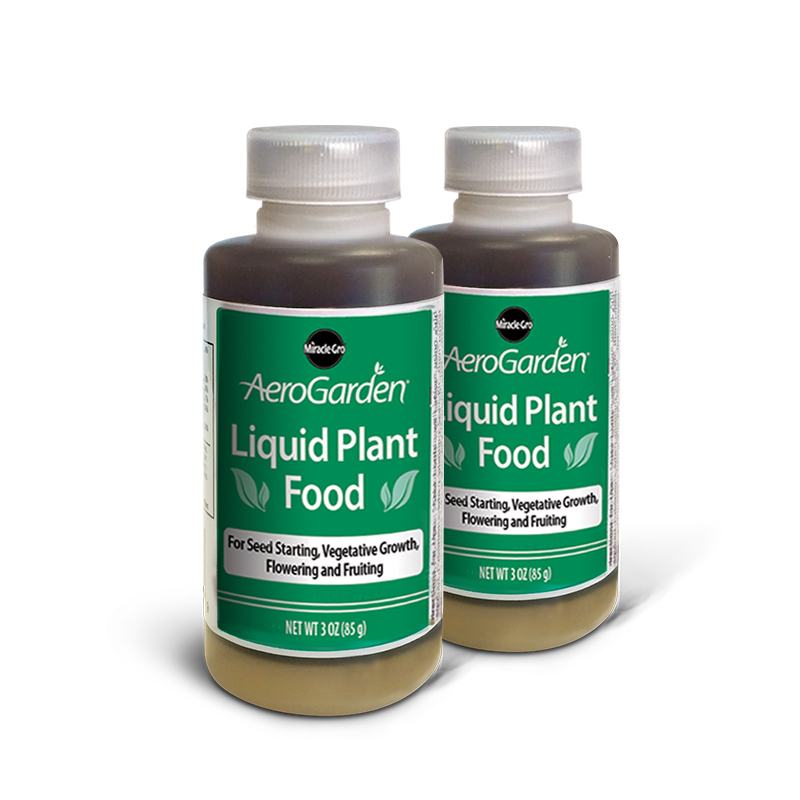 Miracle-Gro
AeroGarden®
Liquid Plant
Food
For Seed Starting, Vegetative Growth,
Flowering and Fruiting
NET WT 3 OZ (85 g)
Miracle-Gro
AeroGarden®
iquid Plant
Food
Seed Starting, Vegetative Growth,
Flowering and Fruiting
NET WT 3 OZ (85 g)